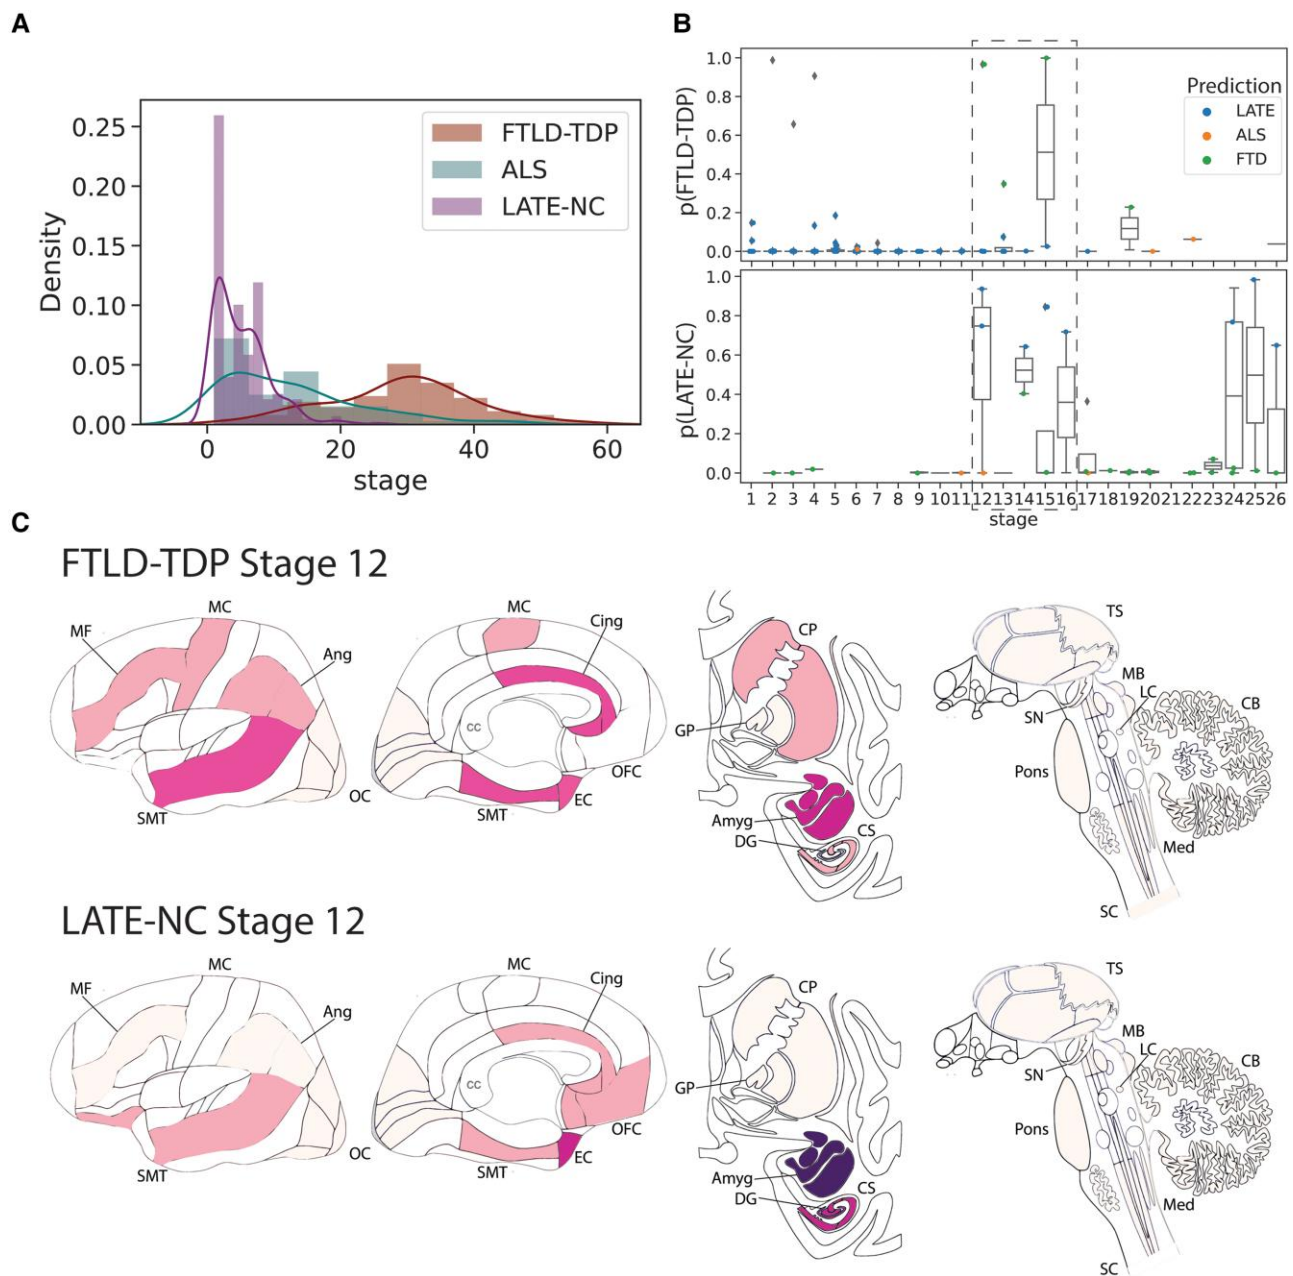 A
0.25
0.20
0.15
0.10
0.05
0.00
Density
0
20
40
60
stage
FTLD-TDP
ALS
LATE-NC
B
1.0
0.8
0.6
0.4
0.2
0.0
p(FTLD-TDP)
Prediction
LATE
ALS
FTD
1.0
0.8
0.6
0.4
0.2
0.0
p(LATE-NC)
1 2 3 4 5 6 7 8 9 10 11 12 13 14 15 16 17 18 19 20 21 22 23 24 25 26
stage
C
FTLD-TDP Stage 12
MC
MF
Ang
SMT
OC
MC
Cing
cc
OFC
SMT
EC
CP
GP
Amyg
DG
CS
TS
MB
LC
CB
SN
Pons
Med
SC
LATE-NC Stage 12
MC
MF
Ang
SMT
OC
MC
Cing
cc
OFC
SMT
EC
CP
GP
Amyg
DG
CS
TS
MB
LC
CB
SN
Pons
Med
SC